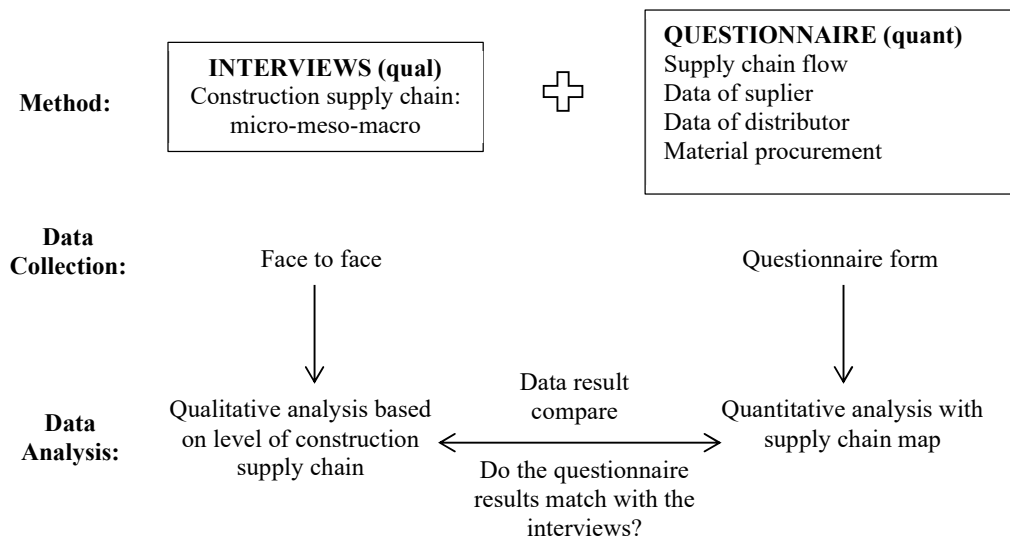 Method:
INTERVIEWS (qual)
Construction supply chain:
micro-meso-macro
QUESTIONNAIRE (quant)
Supply chain flow
Data of suplier
Data of distributor
Material procurement
Data
Collection:
Face to face
Questionnaire form
Data
Analysis:
Qualitative analysis based
on level of construction
supply chain
Data result
compare
Do the questionnaire
results match with the
interviews?
Quantitative analysis with
supply chain map